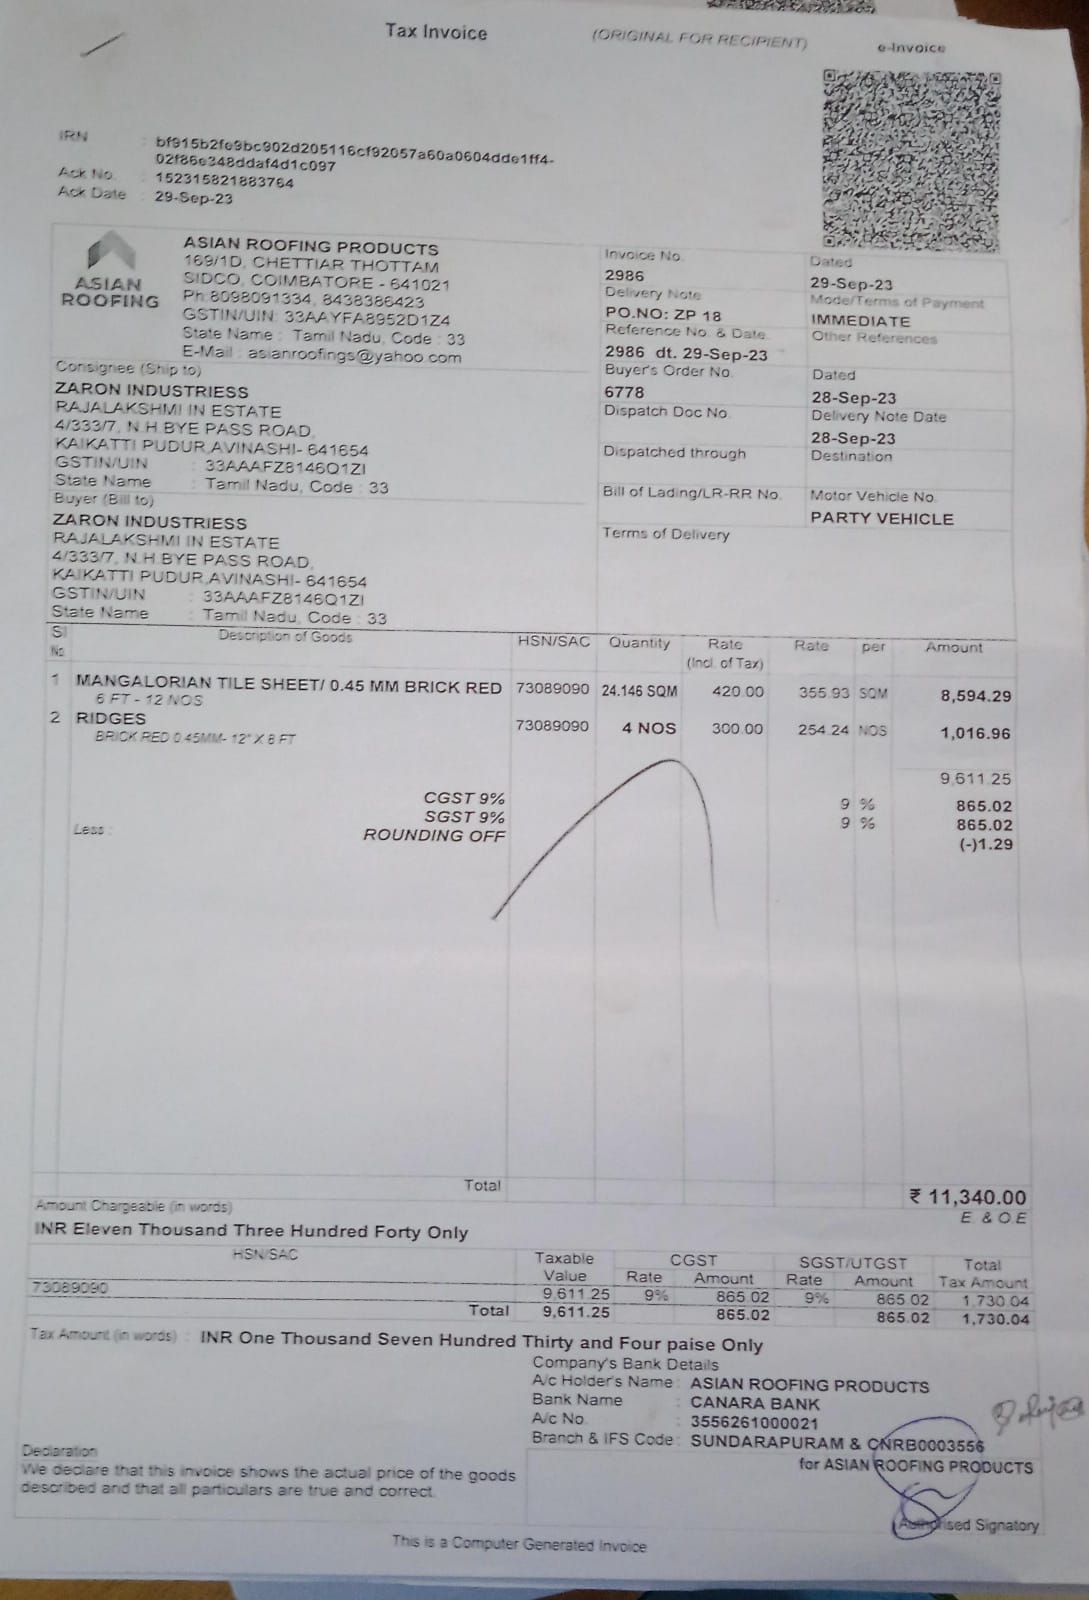 Tax Invoice
(ORIGINAL FOR RECIPIENT)
e-Invoice
IRN : bf915b2fe9bc902d205116cf92057a60a0604dde1ff4-
02f86e348ddaf4d1c097
Ack No. : 152315821883764
Ack Date : 29-Sep-23
ASIAN
ROOFING
ASIAN ROOFING PRODUCTS
169/1D, CHETTIAR THOTTAM
SIDCO, COIMBATORE - 641021
Ph:8098091334, 8438386423
GSTIN/UIN: 33AAYFA8952D1Z4
State Name : Tamil Nadu, Code : 33
E-Mail : asianroofings@yahoo.com
Consignee (Ship to)
ZARON INDUSTRIESS
RAJALAKSHMI IN ESTATE
4/333/7, N.H.BYE PASS ROAD,
KAIKATTI PUDUR,AVINASHI- 641654
GSTIN/UIN : 33AAAFZ8146Q1ZI
State Name : Tamil Nadu, Code : 33
Buyer (Bill to)
ZARON INDUSTRIESS
RAJALAKSHMI IN ESTATE
4/333/7, N.H.BYE PASS ROAD,
KAIKATTI PUDUR,AVINASHI- 641654
GSTIN/UIN : 33AAAFZ8146Q1ZI
State Name : Tamil Nadu, Code : 33
Invoice No.
2986
Dated
29-Sep-23
Delivery Note
PO.NO: ZP 18
Mode/Terms of Payment
IMMEDIATE
Reference No. & Date.
2986 dt. 29-Sep-23
Other References
Buyer's Order No.
6778
Dated
28-Sep-23
Dispatch Doc No.
Delivery Note Date
28-Sep-23
Dispatched through
Destination
Bill of Lading/LR-RR No.
Motor Vehicle No.
PARTY VEHICLE
Terms of Delivery
Sl No. Description of Goods HSN/SAC Quantity Rate (Incl. of Tax) Rate per Amount
1 MANGALORIAN TILE SHEET/ 0.45 MM BRICK RED 73089090 24.146 SQM 420.00 355.93 SQM 8,594.29
6 FT - 12 NOS
2 RIDGES 73089090 4 NOS 300.00 254.24 NOS 1,016.96
BRICK RED 0.45MM- 12" X 8 FT
9,611.25
CGST 9% 9 % 865.02
SGST 9% 9 % 865.02
Less : ROUNDING OFF (-)1.29
Total ₹ 11,340.00
Amount Chargeable (in words) E. & O.E
INR Eleven Thousand Three Hundred Forty Only
HSN/SAC Taxable Value CGST Rate Amount SGST/UTGST Rate Amount Total Tax Amount
73089090 9,611.25 9% 865.02 9% 865.02 1,730.04
Total 9,611.25 865.02 865.02 1,730.04
Tax Amount (in words) : INR One Thousand Seven Hundred Thirty and Four paise Only
Company's Bank Details
A/c Holder's Name : ASIAN ROOFING PRODUCTS
Bank Name : CANARA BANK
A/c No. : 3556261000021
Branch & IFS Code : SUNDARAPURAM & CNRB0003556
Declaration
We declare that this invoice shows the actual price of the goods
described and that all particulars are true and correct.
for ASIAN ROOFING PRODUCTS
Authorised Signatory
This is a Computer Generated Invoice